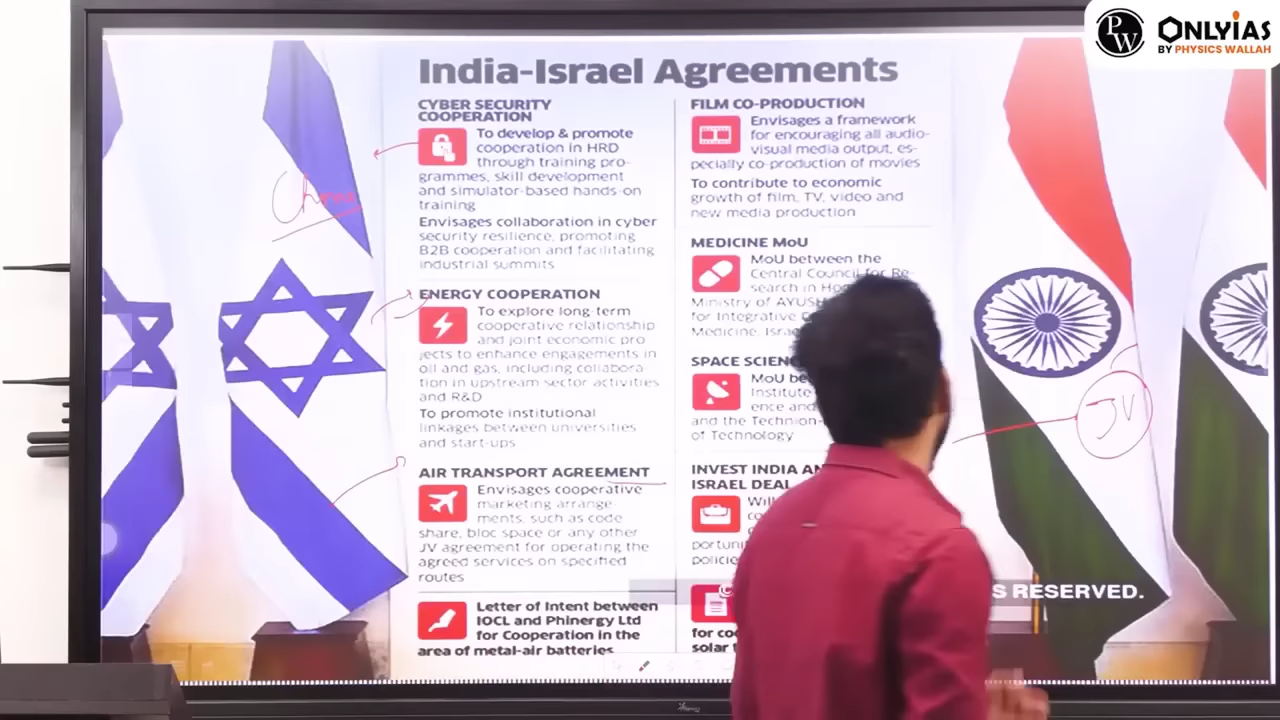 PW
ONLYIAS
BY PHYSICS WALLAH
India-Israel Agreements
CYBER SECURITY
COOPERATION
To develop & promote
cooperation in HRD
through training pro-
grammes, skill development
and simulator-based hands-on
training
Envisages collaboration in cyber
security resilience, promoting
B2B cooperation and facilitating
industrial summits
ENERGY COOPERATION
To explore long-term
cooperative relationship
and joint economic pro
jects to enhance engagements in
oil and gas, including collabora-
tion in upstream sector activities
and R&D
To promote institutional
linkages between universities
and start-ups
AIR TRANSPORT AGREEMENT
Envisages cooperative
marketing arrange
ments, such as code
share, bloc space or any other
JV agreement for operating the
agreed services on specified
routes
Letter of Intent between
IOCL and Phinergy Ltd
for Cooperation in the
area of metal-air batteries
FILM CO-PRODUCTION
Envisages a framework
for encouraging all audio-
visual media output, es-
pecially co-production of movies
To contribute to economic
growth of film, TV, video and
new media production
MEDICINE MoU
MoU between the
Central Council for Re-
search in
Ministry of AYUSH
for Integrative
Medicine,
SPACE
MoU
Institute
ence and
and the Technion-
of Technology
INVEST INDIA
ISRAEL DEAL
for
solar
JV
RESERVED.